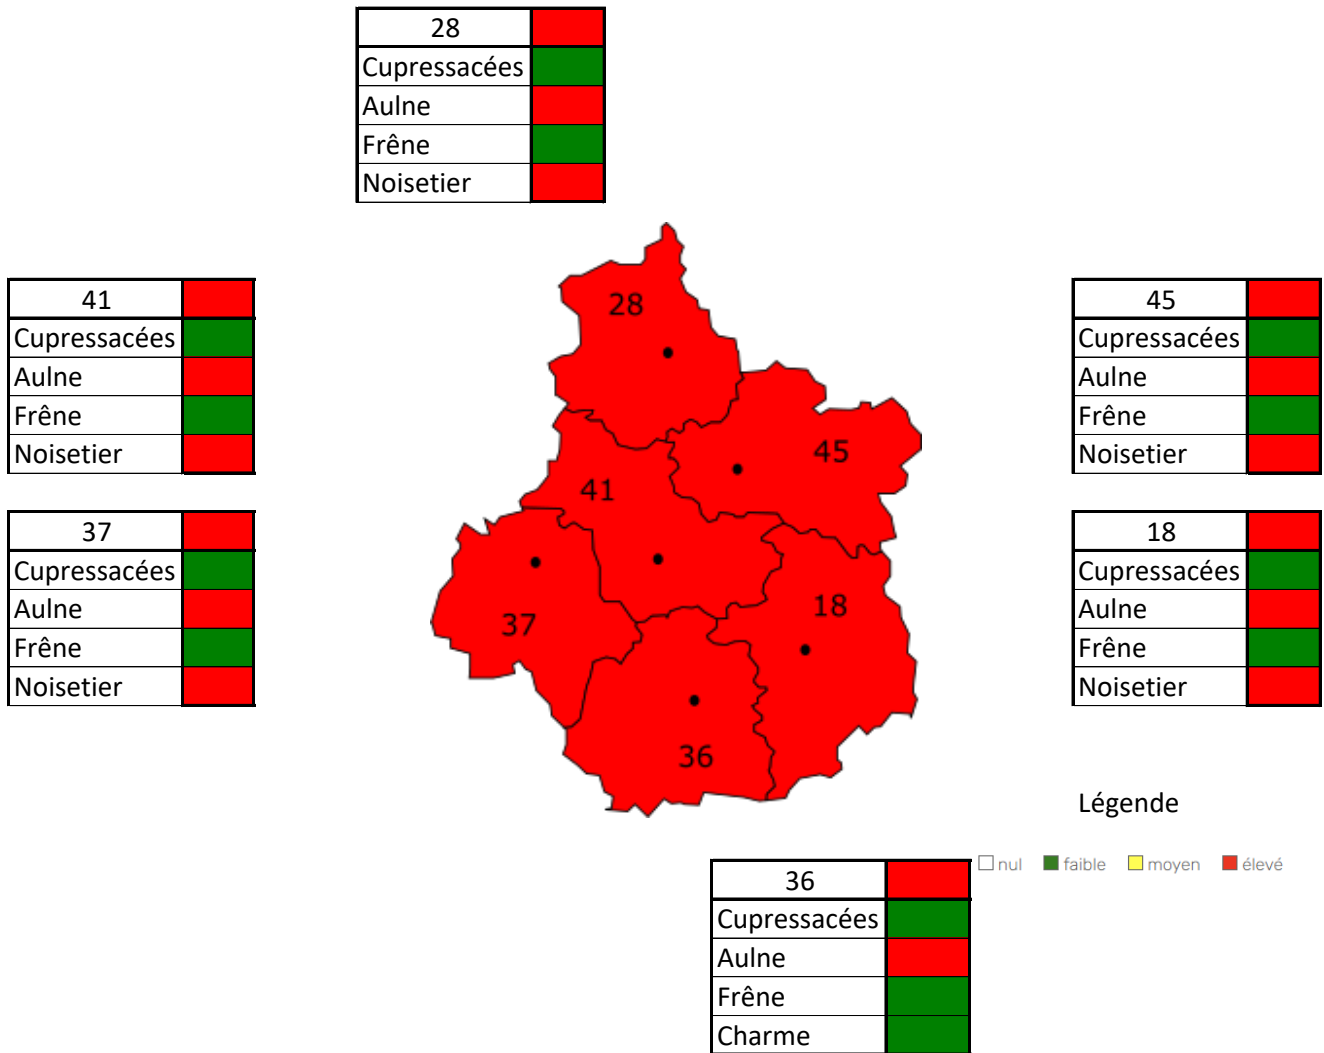 28
Cupressacées
Aulne
Frêne
Noisetier
41
Cupressacées
Aulne
Frêne
Noisetier
45
Cupressacées
Aulne
Frêne
Noisetier
37
Cupressacées
Aulne
Frêne
Noisetier
18
Cupressacées
Aulne
Frêne
Noisetier
28
45
41
18
37
36
Légende
nul faible moyen élevé
36
Cupressacées
Aulne
Frêne
Charme